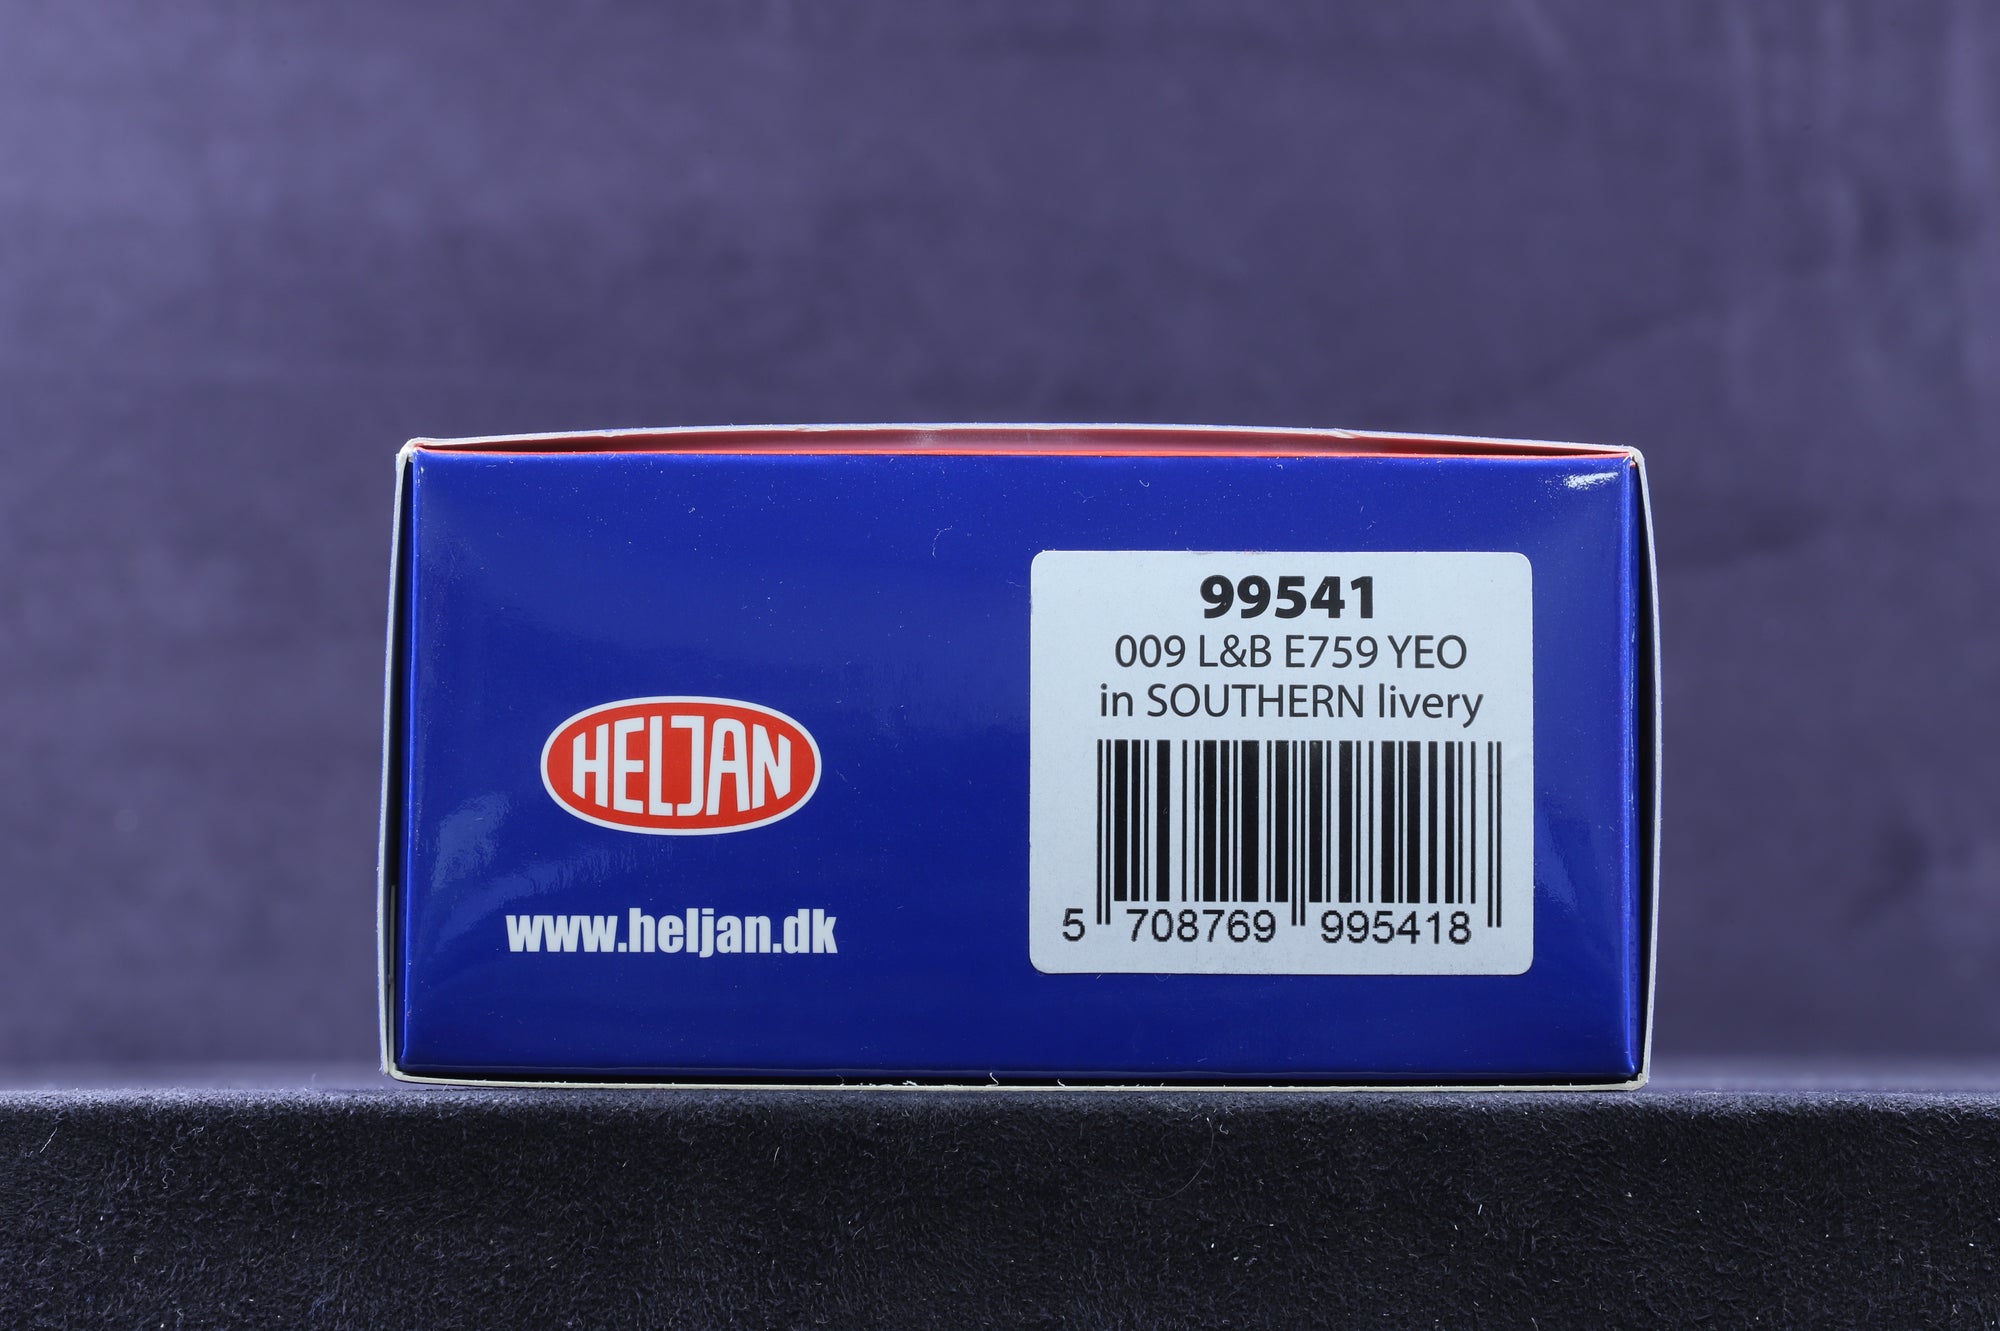 HELJAN
www.heljan.dk
99541
009 L&B E759 YEO
in SOUTHERN livery
5 708769 995418